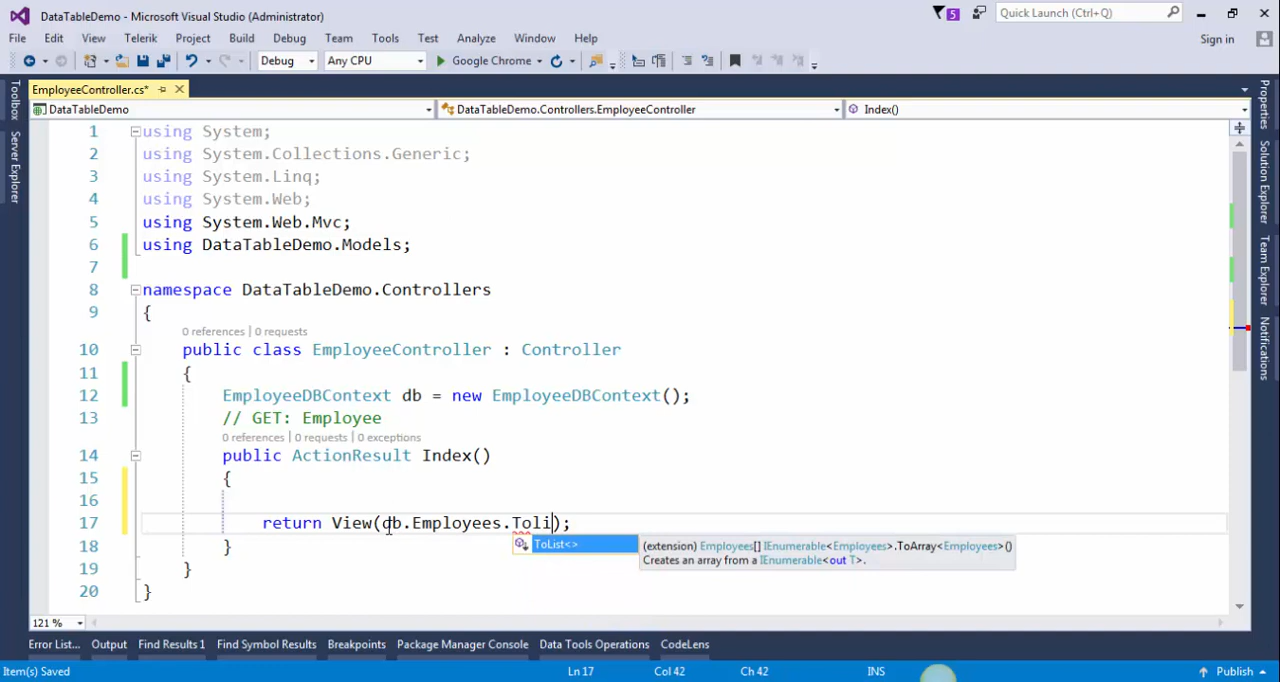 DataTableDemo - Microsoft Visual Studio (Administrator)
5
Quick Launch (Ctrl+Q)
File Edit View Telerik Project Build Debug Team Tools Test Analyze Window Help
Sign in
Debug Any CPU Google Chrome
EmployeeController.cs*
DataTableDemo DataTableDemo.Controllers.EmployeeController Index()
Toolbox
Server Explorer
Properties
Solution Explorer
Team Explorer
Notifications
1 using System;
2 using System.Collections.Generic;
3 using System.Linq;
4 using System.Web;
5 using System.Web.Mvc;
6 using DataTableDemo.Models;
7
8 namespace DataTableDemo.Controllers
9 {
0 references | 0 requests
10 public class EmployeeController : Controller
11 {
12 EmployeeDBContext db = new EmployeeDBContext();
13 // GET: Employee
0 references | 0 requests | 0 exceptions
14 public ActionResult Index()
15 {
16
17 return View(db.Employees.Toli);
18 }
19 }
20 }
ToList<>
(extension) Employees[] IEnumerable<Employees>.ToArray<Employees>()
Creates an array from a IEnumerable<out T>.
121 %
Error List... Output Find Results 1 Find Symbol Results Breakpoints Package Manager Console Data Tools Operations CodeLens
Item(s) Saved Ln 17 Col 42 Ch 42 INS Publish